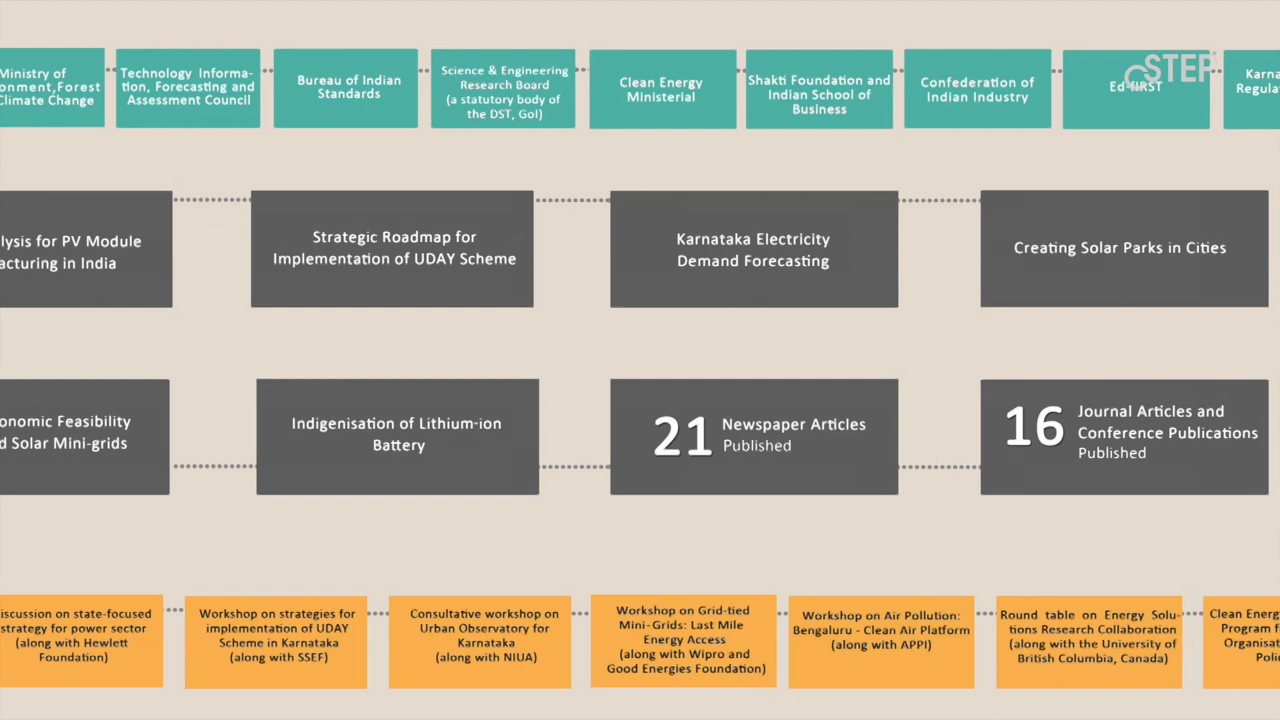 Ministry of
onment,Forest
Climate Change
Technology Informa-
tion, Forecasting and
Assessment Council
Bureau of Indian
Standards
Science & Engineering
Research Board
(a statutory body of
the DST, GoI)
Clean Energy
Ministerial
Shakti Foundation and
Indian School of
Business
Confederation of
Indian Industry
CSTEP
Karna
Regulat
lysis for PV Module
acturing in India
Strategic Roadmap for
Implementation of UDAY Scheme
Karnataka Electricity
Demand Forecasting
Creating Solar Parks in Cities
onomic Feasibility
d Solar Mini-grids
Indigenisation of Lithium-ion
Battery
21 Newspaper Articles
Published
16 Journal Articles and
Conference Publications
Published
iscussion on state-focused
strategy for power sector
(along with Hewlett
Foundation)
Workshop on strategies for
implementation of UDAY
Scheme in Karnataka
(along with SSEF)
Consultative workshop on
Urban Observatory for
Karnataka
(along with NIUA)
Workshop on Grid-tied
Mini-Grids: Last Mile
Energy Access
(along with Wipro and
Good Energies Foundation)
Workshop on Air Pollution:
Bengaluru - Clean Air Platform
(along with APPI)
Round table on Energy Solu-
tions Research Collaboration
(along with the University of
British Columbia, Canada)
Clean Energ
Program f
Organisat
Poli